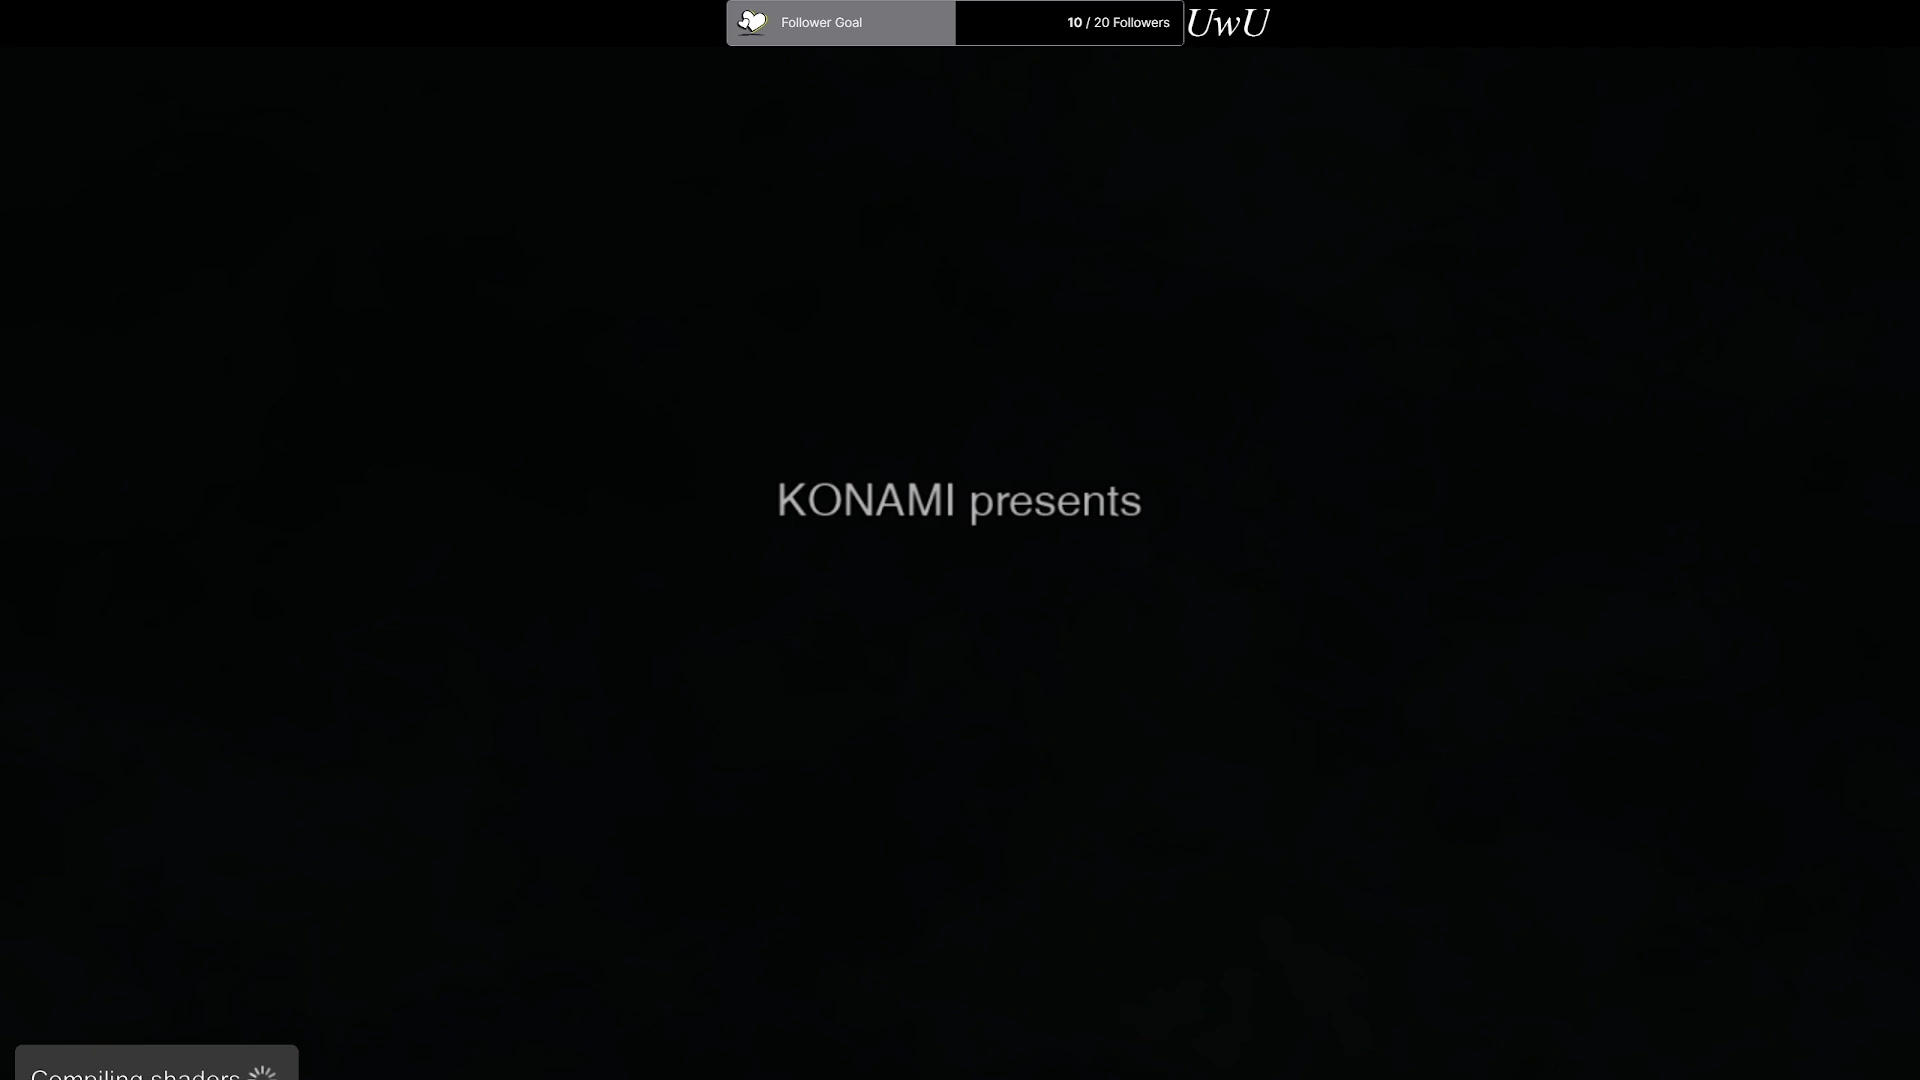 Follower Goal
10 / 20 Followers
UwU
KONAMI presents
Compiling shaders